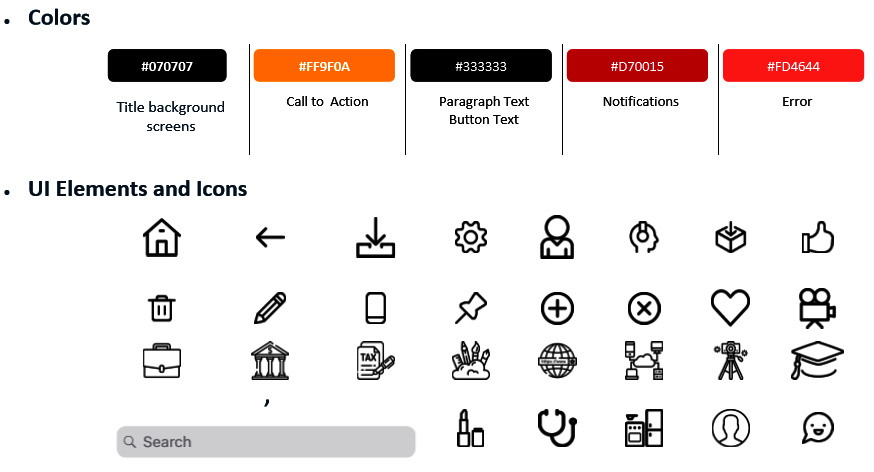 • Colors
#070707 #FF9F0A #333333 #D70015 #FD4644
Title background
screens
Call to Action
Paragraph Text
Button Text
Notifications
Error
• UI Elements and Icons
TAX
,
Search